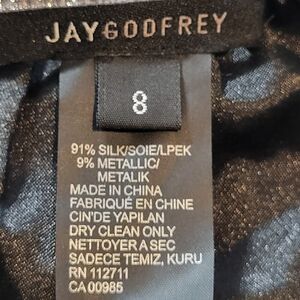 JAYGODFREY
8
91% SILK/SOIE/LPEK
9% METALLIC/
METALIK
MADE IN CHINA
FABRIQUÉ EN CHINE
CIN'DE YAPILAN
DRY CLEAN ONLY
NETTOYER A SEC
SADECE TEMIZ, KURU
RN 112711
CA 00985